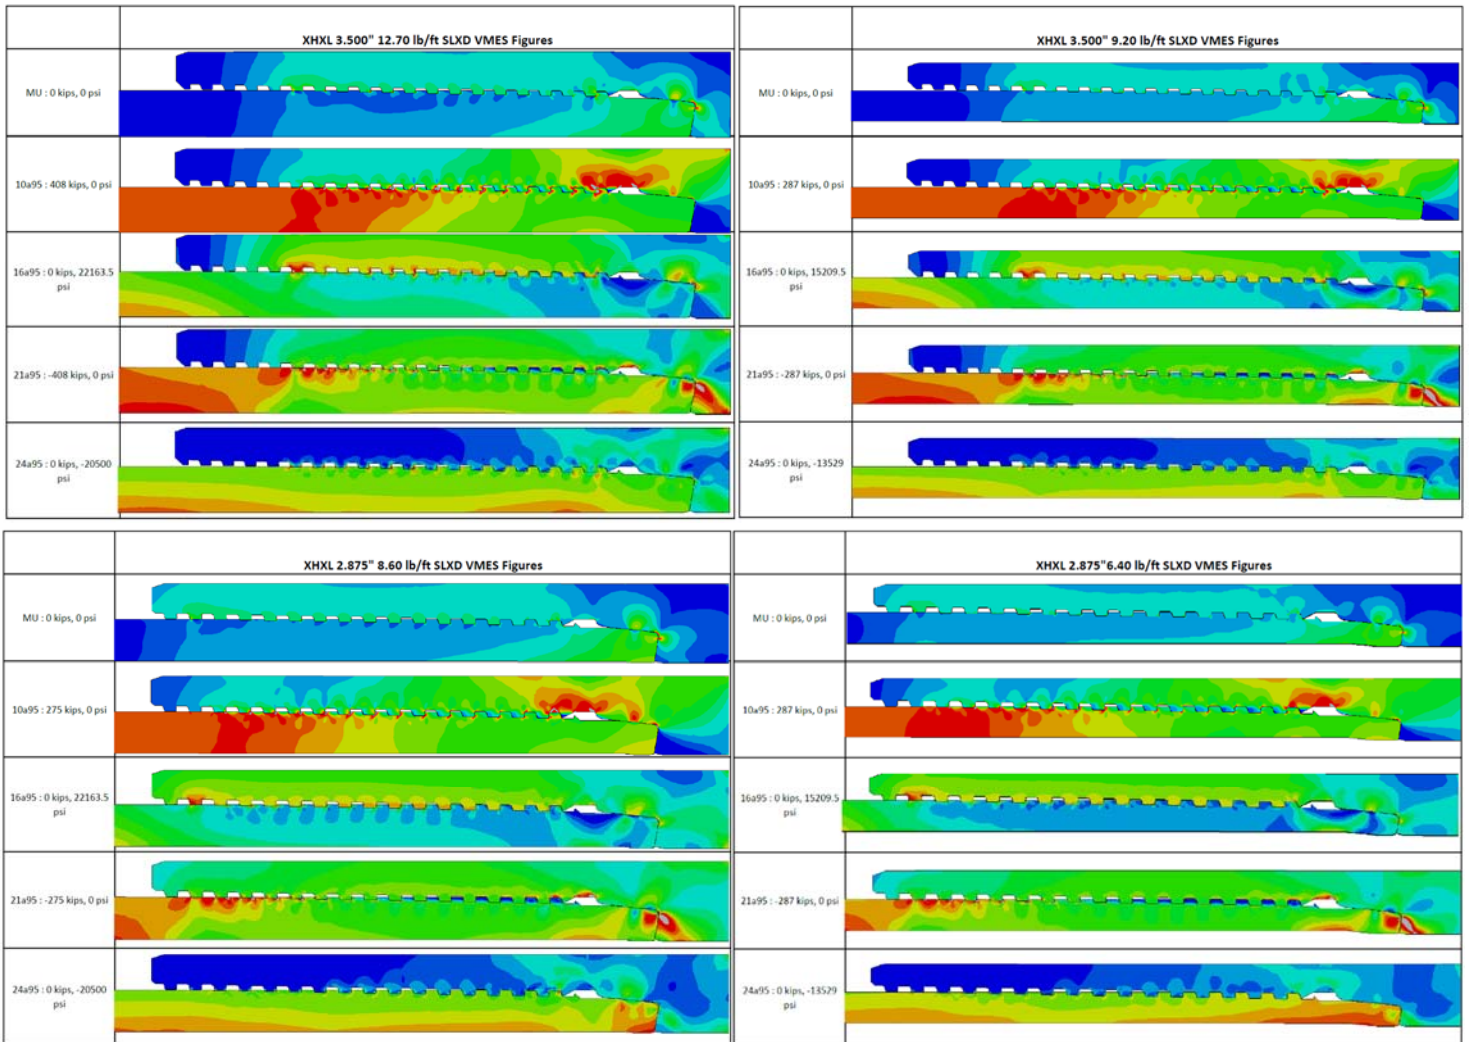 XHXL 3.500" 12.70 lb/ft SLXD VMES Figures
MU : 0 kips, 0 psi
10a95 : 408 kips, 0 psi
16a95 : 0 kips, 22163.5
psi
21a95 : -408 kips, 0 psi
24a95 : 0 kips, -20500
psi
XHXL 3.500" 9.20 lb/ft SLXD VMES Figures
MU : 0 kips, 0 psi
10a95 : 287 kips, 0 psi
16a95 : 0 kips, 15209.5
psi
21a95 : -287 kips, 0 psi
24a95 : 0 kips, -13529
psi
XHXL 2.875" 8.60 lb/ft SLXD VMES Figures
MU : 0 kips, 0 psi
10a95 : 275 kips, 0 psi
16a95 : 0 kips, 22163.5
psi
21a95 : -275 kips, 0 psi
24a95 : 0 kips, -20500
psi
XHXL 2.875"6.40 lb/ft SLXD VMES Figures
MU : 0 kips, 0 psi
10a95 : 287 kips, 0 psi
16a95 : 0 kips, 15209.5
psi
21a95 : -287 kips, 0 psi
24a95 : 0 kips, -13529
psi